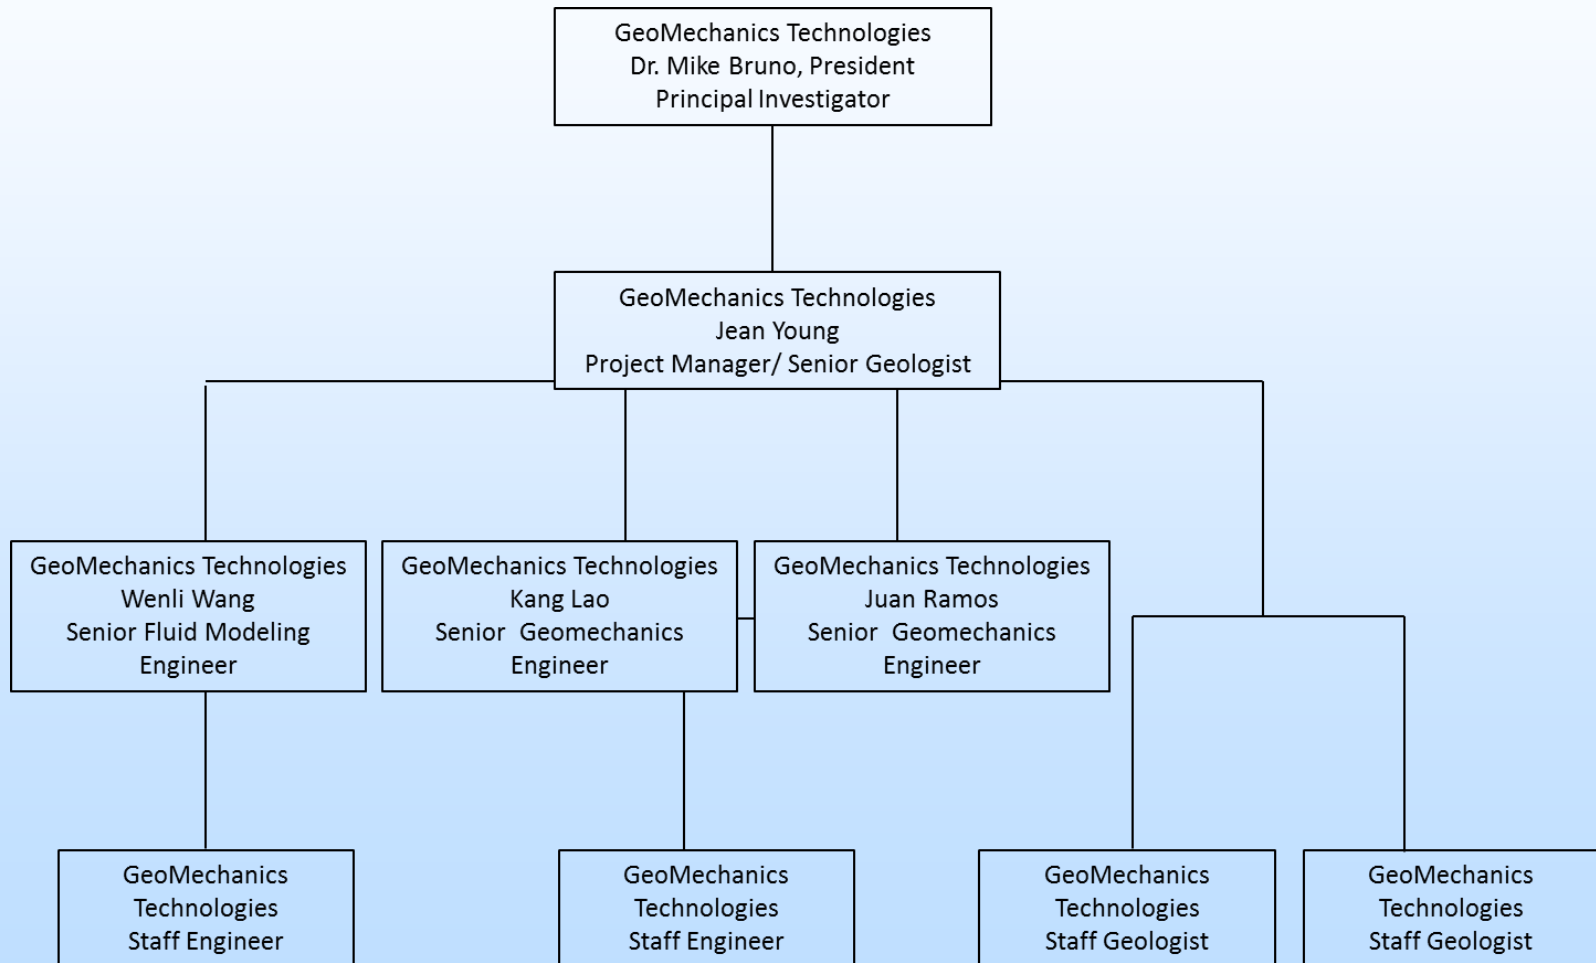 GeoMechanics Technologies
Dr. Mike Bruno, President
Principal Investigator
GeoMechanics Technologies
Jean Young
Project Manager/ Senior Geologist
GeoMechanics Technologies
Wenli Wang
Senior Fluid Modeling
Engineer
GeoMechanics Technologies
Kang Lao
Senior  Geomechanics
Engineer
GeoMechanics Technologies
Juan Ramos
Senior  Geomechanics
Engineer
GeoMechanics
Technologies
Staff Engineer
GeoMechanics
Technologies
Staff Engineer
GeoMechanics
Technologies
Staff Geologist
GeoMechanics
Technologies
Staff Geologist